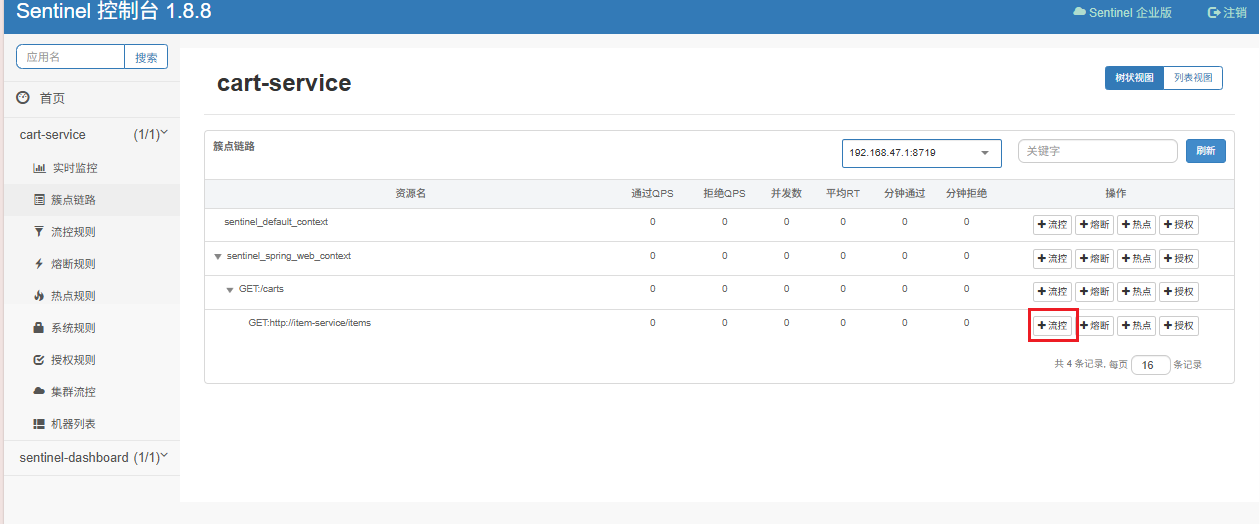 Sentinel 控制台 1.8.8
Sentinel 企业版 注销
应用名 搜索
首页
cart-service (1/1)
实时监控
簇点链路
流控规则
熔断规则
热点规则
系统规则
授权规则
集群流控
机器列表
sentinel-dashboard (1/1)
cart-service 树状视图 列表视图
簇点链路 192.168.47.1:8719 关键字 刷新
资源名 通过QPS 拒绝QPS 并发数 平均RT 分钟通过 分钟拒绝 操作
sentinel_default_context 0 0 0 0 0 0 +流控 +熔断 +热点 +授权
sentinel_spring_web_context 0 0 0 0 0 0 +流控 +熔断 +热点 +授权
GET:/carts 0 0 0 0 0 0 +流控 +熔断 +热点 +授权
GET:http://item-service/items 0 0 0 0 0 0 +流控 +熔断 +热点 +授权
共 4 条记录, 每页 16 条记录